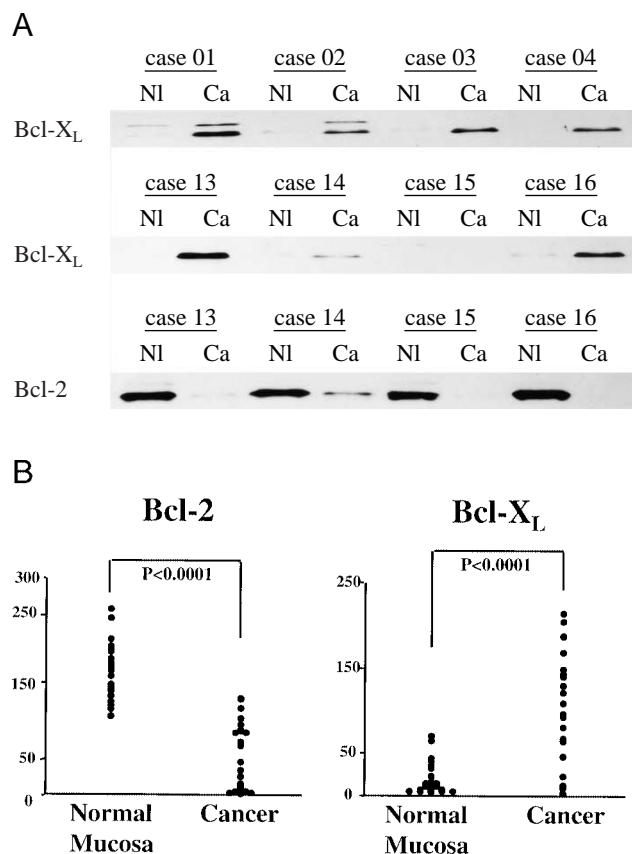 A
case 01 case 02 case 03 case 04
Nl Ca Nl Ca Nl Ca Nl Ca
Bcl-XL
case 13 case 14 case 15 case 16
Nl Ca Nl Ca Nl Ca Nl Ca
Bcl-XL
case 13 case 14 case 15 case 16
Nl Ca Nl Ca Nl Ca Nl Ca
Bcl-2
B
Bcl-2
P<0.0001
300
250
150
50
0
Normal Mucosa
Cancer
Bcl-XL
P<0.0001
250
150
50
0
Normal Mucosa
Cancer